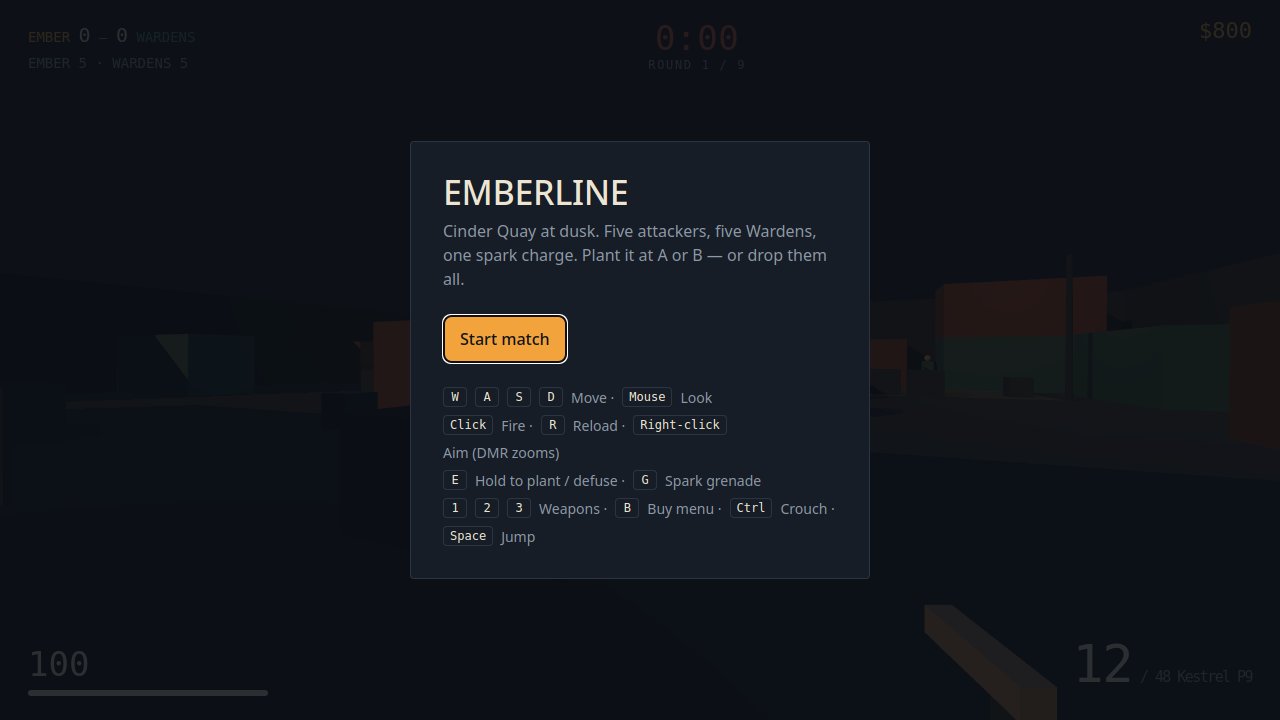 EMBER 0 – 0 WARDENS
EMBER 5 · WARDENS 5
0:00
ROUND 1 / 9
$800
EMBERLINE
Cinder Quay at dusk. Five attackers, five Wardens,
one spark charge. Plant it at A or B — or drop them
all.
Start match
W A S D Move · Mouse Look
Click Fire · R Reload · Right-click
Aim (DMR zooms)
E Hold to plant / defuse · G Spark grenade
1 2 3 Weapons · B Buy menu · Ctrl Crouch ·
Space Jump
100
12 / 48 Kestrel P9